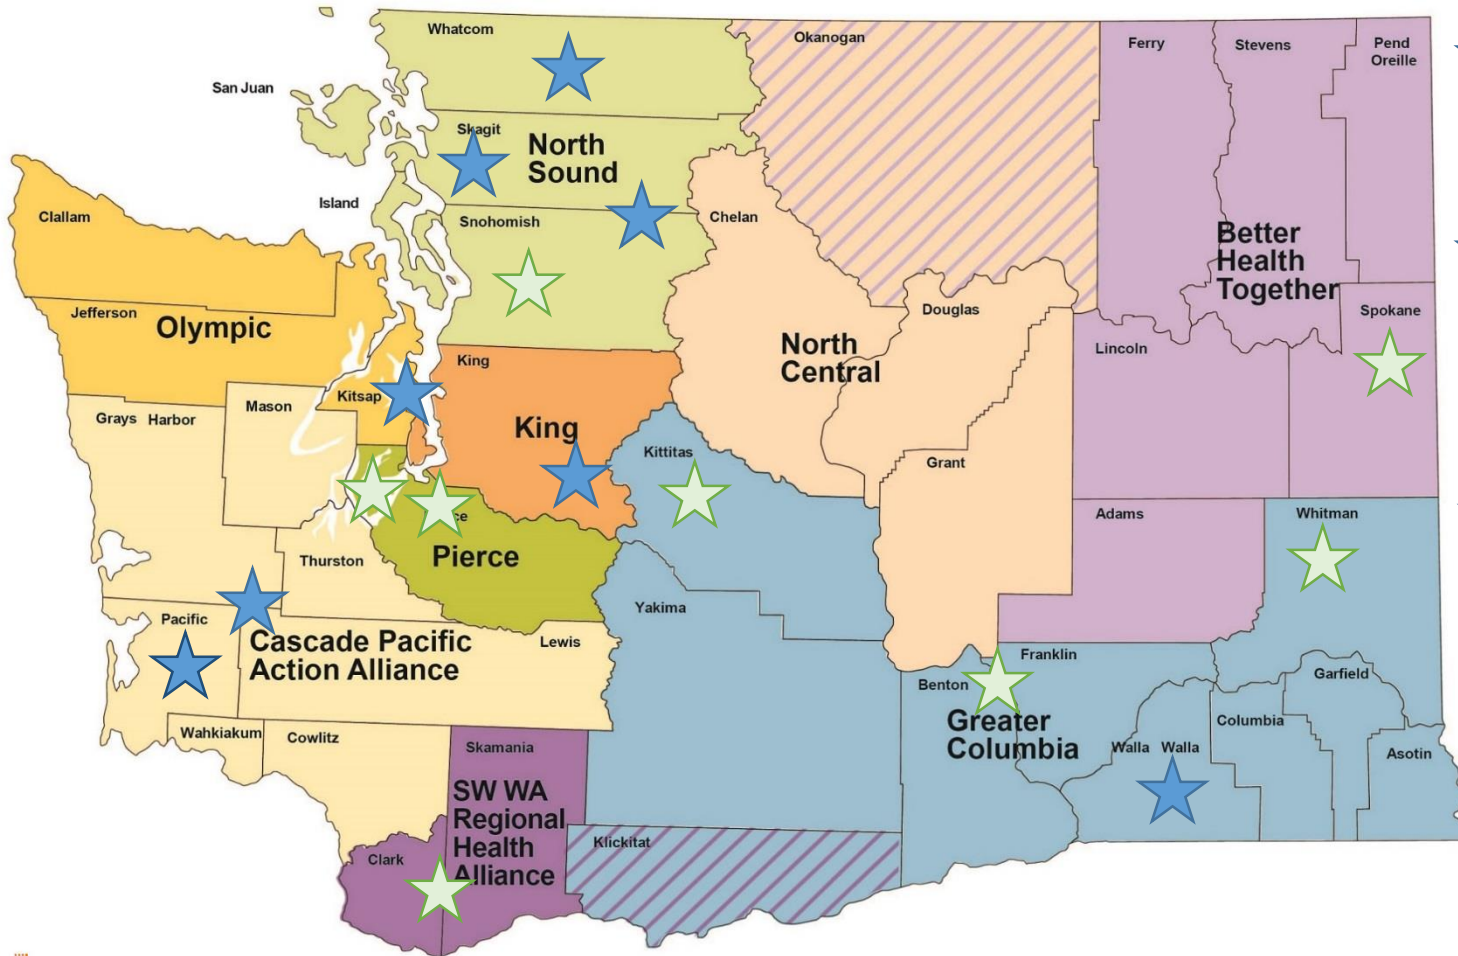 Whatcom
Okanogan
Ferry
Stevens
Pend
Oreille
San Juan
Skagit
North
Sound
Island
Clallam
Snohomish
Chelan
Better
Health
Together
Jefferson
Olympic
Douglas
Spokane
King
North
Central
Lincoln
Kitsap
Mason
Grays Harbor
King
Kittitas
Grant
Adams
Whitman
ce
Pierce
Thurston
Yakima
Pacific
Cascade Pacific
Action Alliance
Lewis
Franklin
Benton
Garfield
Greater
Columbia
Columbia
Wahkiakum
Cowlitz
Skamania
Walla Walla
Asotin
SW WA
Regional
Health
Alliance
Klickitat
Clark